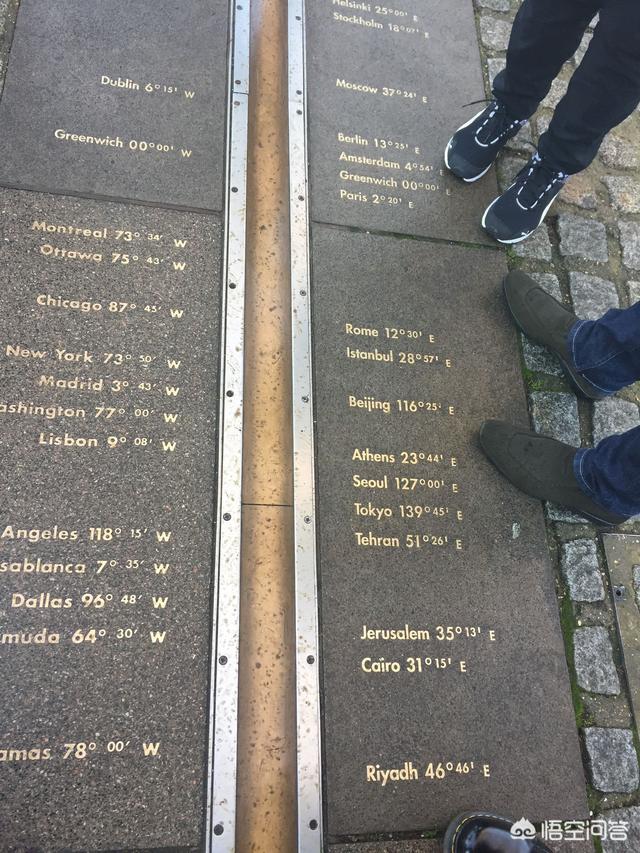 Dublin 6° 15' W
Greenwich 00° 00' W
Montreal 73° 34' W
Ottawa 75° 43' W
Chicago 87° 45' W
New York 73° 50' W
Madrid 3° 43' W
ashington 77° 00' W
Lisbon 9° 08' W
Angeles 118° 15' W
sablanca 7° 35' W
Dallas 96° 48' W
muda 64° 30' W
amas 78° 00' W
Helsinki 25° 00' E
Stockholm 18° 07' E
Moscow 37° 24' E
Berlin 13° 25' E
Amsterdam 4° 54' E
Greenwich 00° 00' E
Paris 2° 20' E
Rome 12° 30' E
Istanbul 28° 57' E
Beijing 116° 25' E
Athens 23° 44' E
Seoul 127° 00' E
Tokyo 139° 45' E
Tehran 51° 26' E
Jerusalem 35° 13' E
Cairo 31° 15' E
Riyadh 46° 46' E
悟空问答